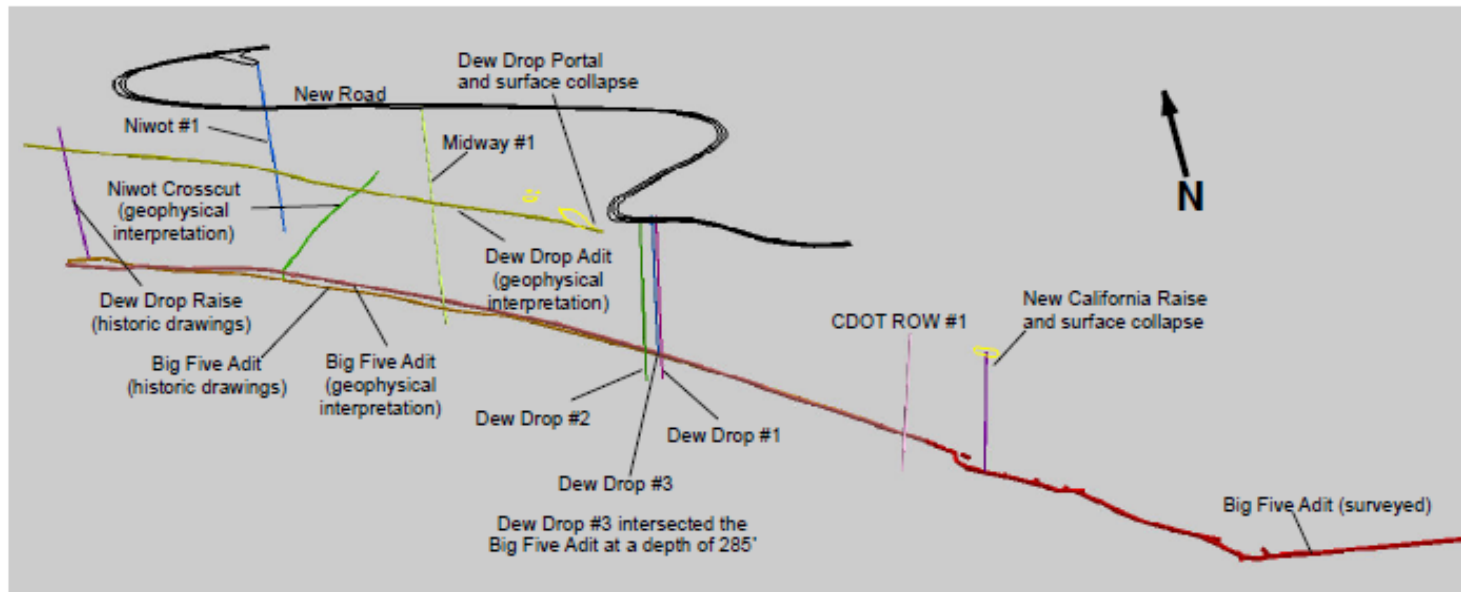 Dew Drop Portal
and surface collapse
New Road
Niwot #1
Midway #1
N
Niwot Crosscut
(geophysical
interpretation)
Dew Drop Adit
(geophysical
interpretation)
Dew Drop Raise
(historic drawings)
New California Raise
and surface collapse
CDOT ROW #1
Big Five Adit
(historic drawings)
Big Five Adit
(geophysical
interpretation)
Dew Drop #2
Dew Drop #1
Dew Drop #3
Big Five Adit (surveyed)
Dew Drop #3 intersected the
Big Five Adit at a depth of 285'